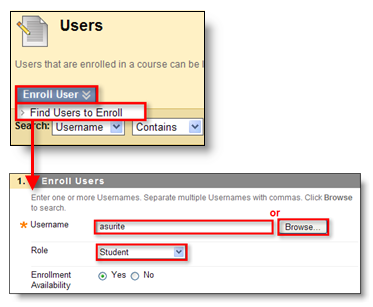 Users
Users that are enrolled in a course can be
Enroll User
Find Users to Enroll
Search: Username Contains
1. Enroll Users
Enter one or more Usernames. Separate multiple Usernames with commas. Click Browse
to search.
or
* Username asurite Browse...
Role Student
Enrollment
Availability Yes No